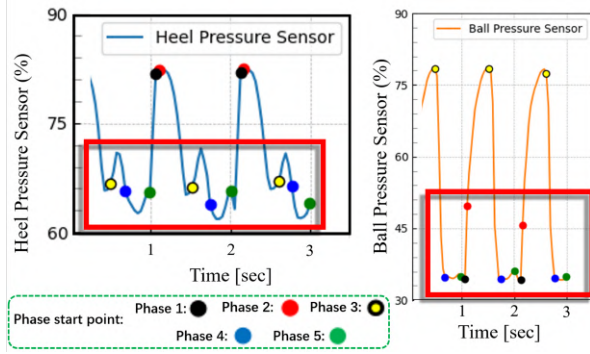 90
75
60
Heel Pressure Sensor (%)
Heel Pressure Sensor
1 2 3
Time [sec]
90
75
60
45
30
Ball Pressure Sensor (%)
Ball Pressure Sensor
1 2 3
Time [sec]
Phase start point:
Phase 1: Phase 2: Phase 3:
Phase 4: Phase 5: